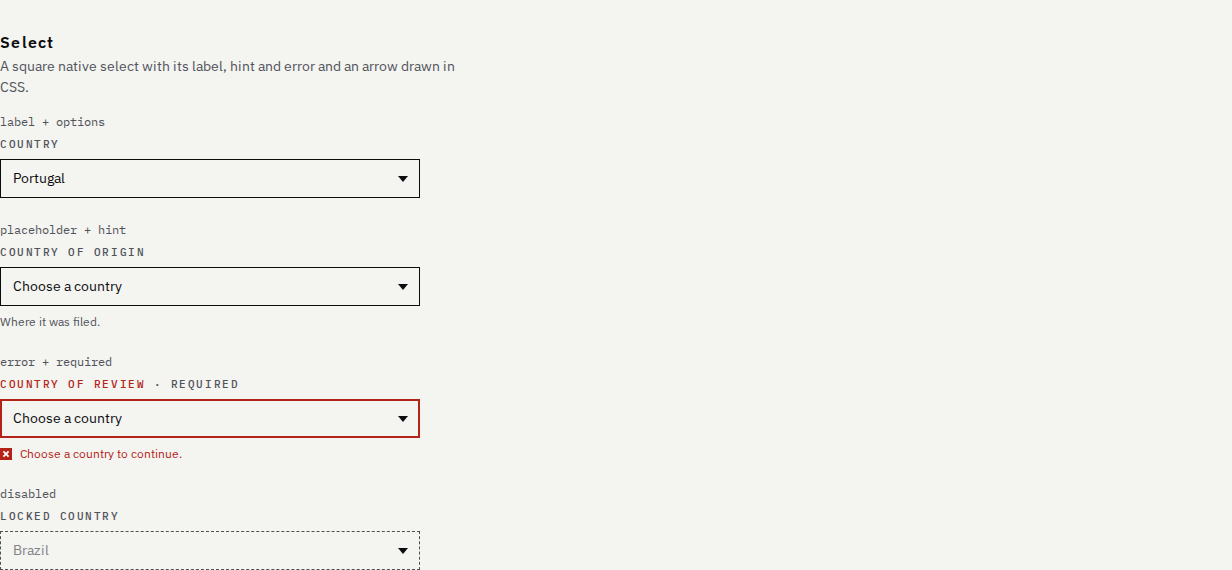 Select
A square native select with its label, hint and error and an arrow drawn in
CSS.
label + options
COUNTRY
Portugal
placeholder + hint
COUNTRY OF ORIGIN
Choose a country
Where it was filed.
error + required
COUNTRY OF REVIEW · REQUIRED
Choose a country
Choose a country to continue.
disabled
LOCKED COUNTRY
Brazil